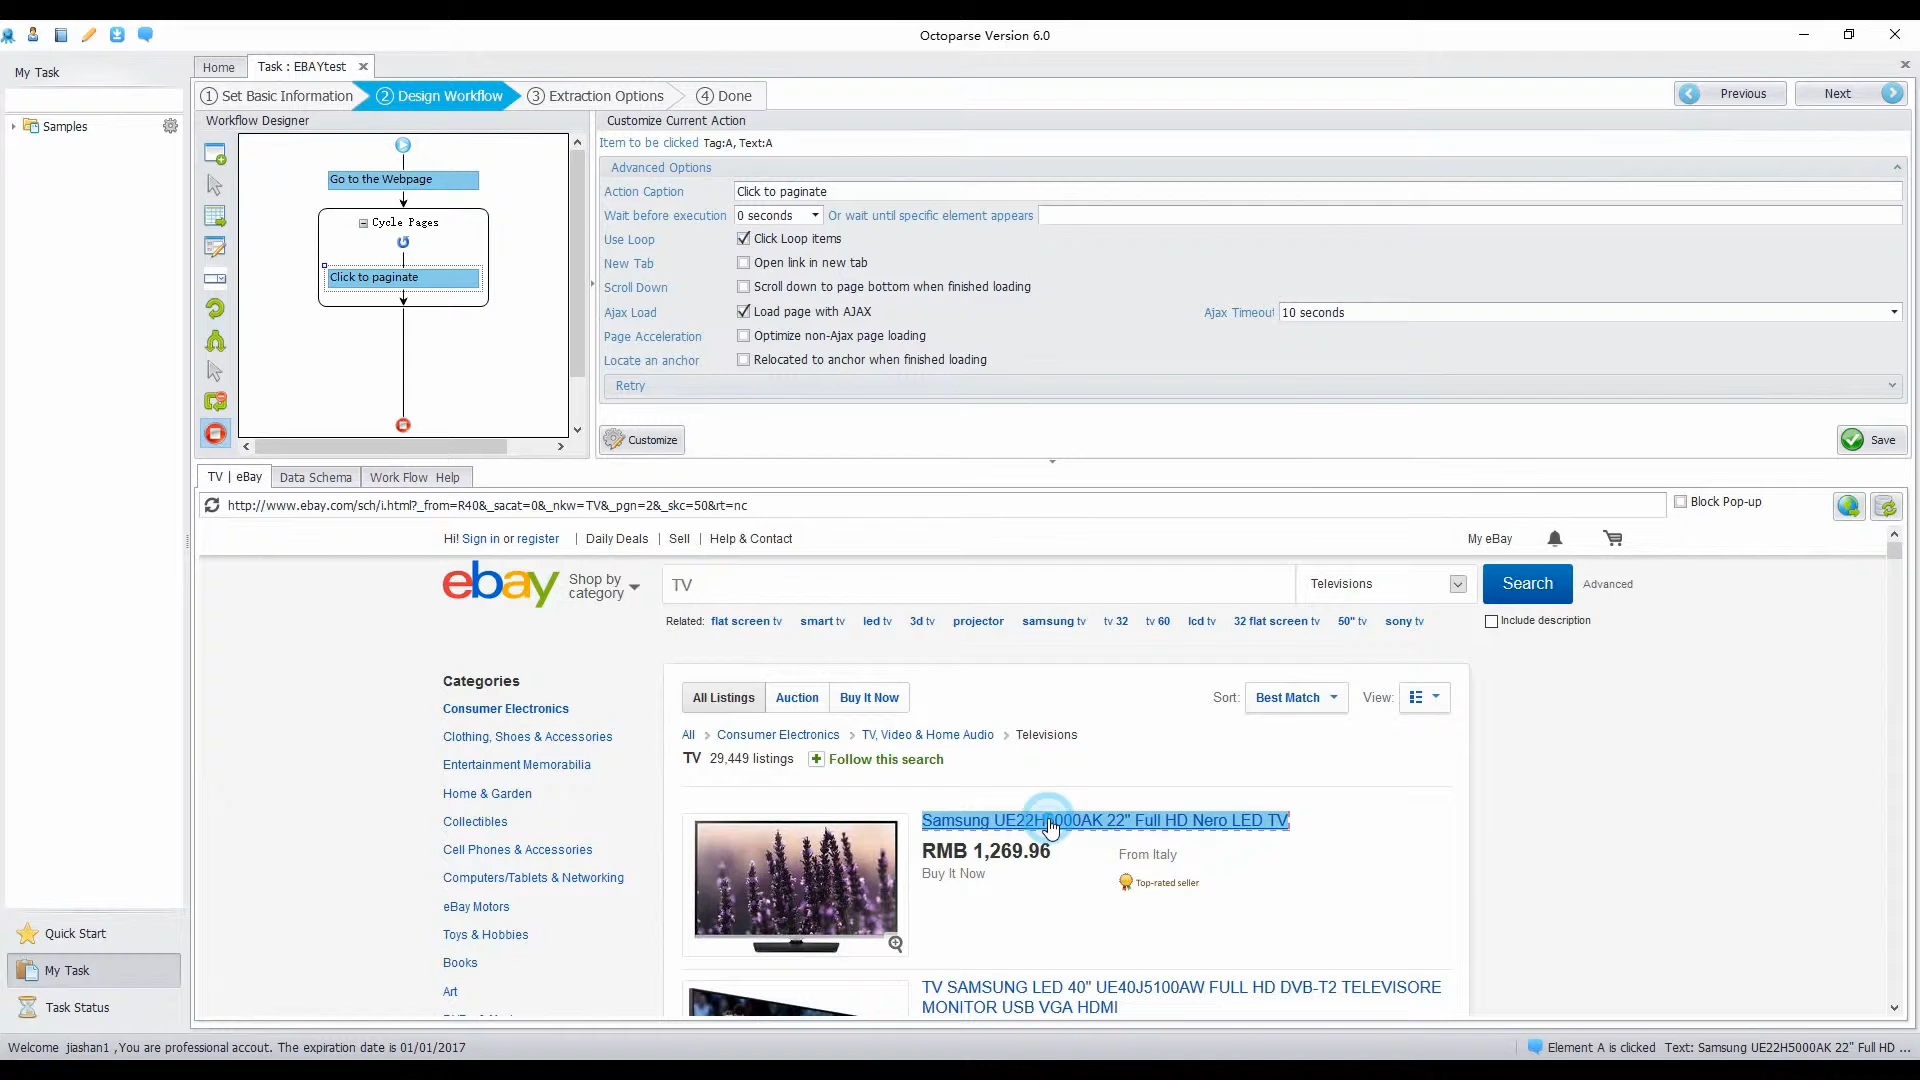 Octoparse Version 6.0
My Task
Home
Task : EBAYtest
1 Set Basic Information
2 Design Workflow
3 Extraction Options
4 Done
Previous
Next
Samples
Workflow Designer
Go to the Webpage
Cycle Pages
Click to paginate
Customize Current Action
Item to be clicked Tag:A, Text:A
Advanced Options
Action Caption Click to paginate
Wait before execution 0 seconds Or wait until specific element appears
Use Loop Click Loop items
New Tab Open link in new tab
Scroll Down Scroll down to page bottom when finished loading
Ajax Load Load page with AJAX Ajax Timeout 10 seconds
Page Acceleration Optimize non-Ajax page loading
Locate an anchor Relocated to anchor when finished loading
Retry
Customize
Save
TV | eBay
Data Schema
Work Flow Help
http://www.ebay.com/sch/i.html?_from=R40&_sacat=0&_nkw=TV&_pgn=2&_skc=50&rt=nc
Block Pop-up
Hi! Sign in or register | Daily Deals | Sell | Help & Contact
My eBay
ebay
Shop by
category
TV
Televisions
Search
Advanced
Related: flat screen tv smart tv led tv 3d tv projector samsung tv tv 32 tv 60 lcd tv 32 flat screen tv 50" tv sony tv
Include description
Categories
Consumer Electronics
Clothing, Shoes & Accessories
Entertainment Memorabilia
Home & Garden
Collectibles
Cell Phones & Accessories
Computers/Tablets & Networking
eBay Motors
Toys & Hobbies
Books
Art
All Listings
Auction
Buy It Now
Sort: Best Match
View:
All > Consumer Electronics > TV, Video & Home Audio > Televisions
TV 29,449 listings
Follow this search
Samsung UE22H5000AK 22" Full HD Nero LED TV
RMB 1,269.96
From Italy
Buy It Now
Top-rated seller
TV SAMSUNG LED 40" UE40J5100AW FULL HD DVB-T2 TELEVISORE
MONITOR USB VGA HDMI
Quick Start
My Task
Task Status
Welcome jiashan1 ,You are professional accout. The expiration date is 01/01/2017
Element A is clicked Text: Samsung UE22H5000AK 22" Full HD ...